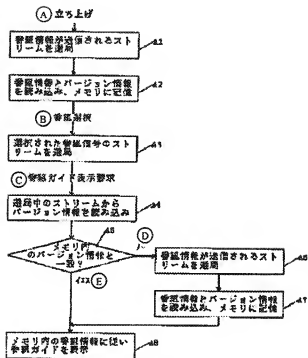 A 立ち上げ
番組情報が送信されるスト
リームを選局
A1
番組情報とバージョン情報
を読み込み、メモリに記憶
A2
B 番組選択
選択された番組信号のスト
リームを選局
A3
C 番組ガイド表示要求
選局中のストリームから
バージョン情報を読み込み
A4
メモリ内
のバージョン情報と
一致?
A5
D
ノー
番組情報が送信されるスト
リームを選局
A6
イエス E
番組情報とバージョン情報
を読み込み、メモリに記憶
A7
メモリ内の番組情報に従い
番組ガイドを表示
A8